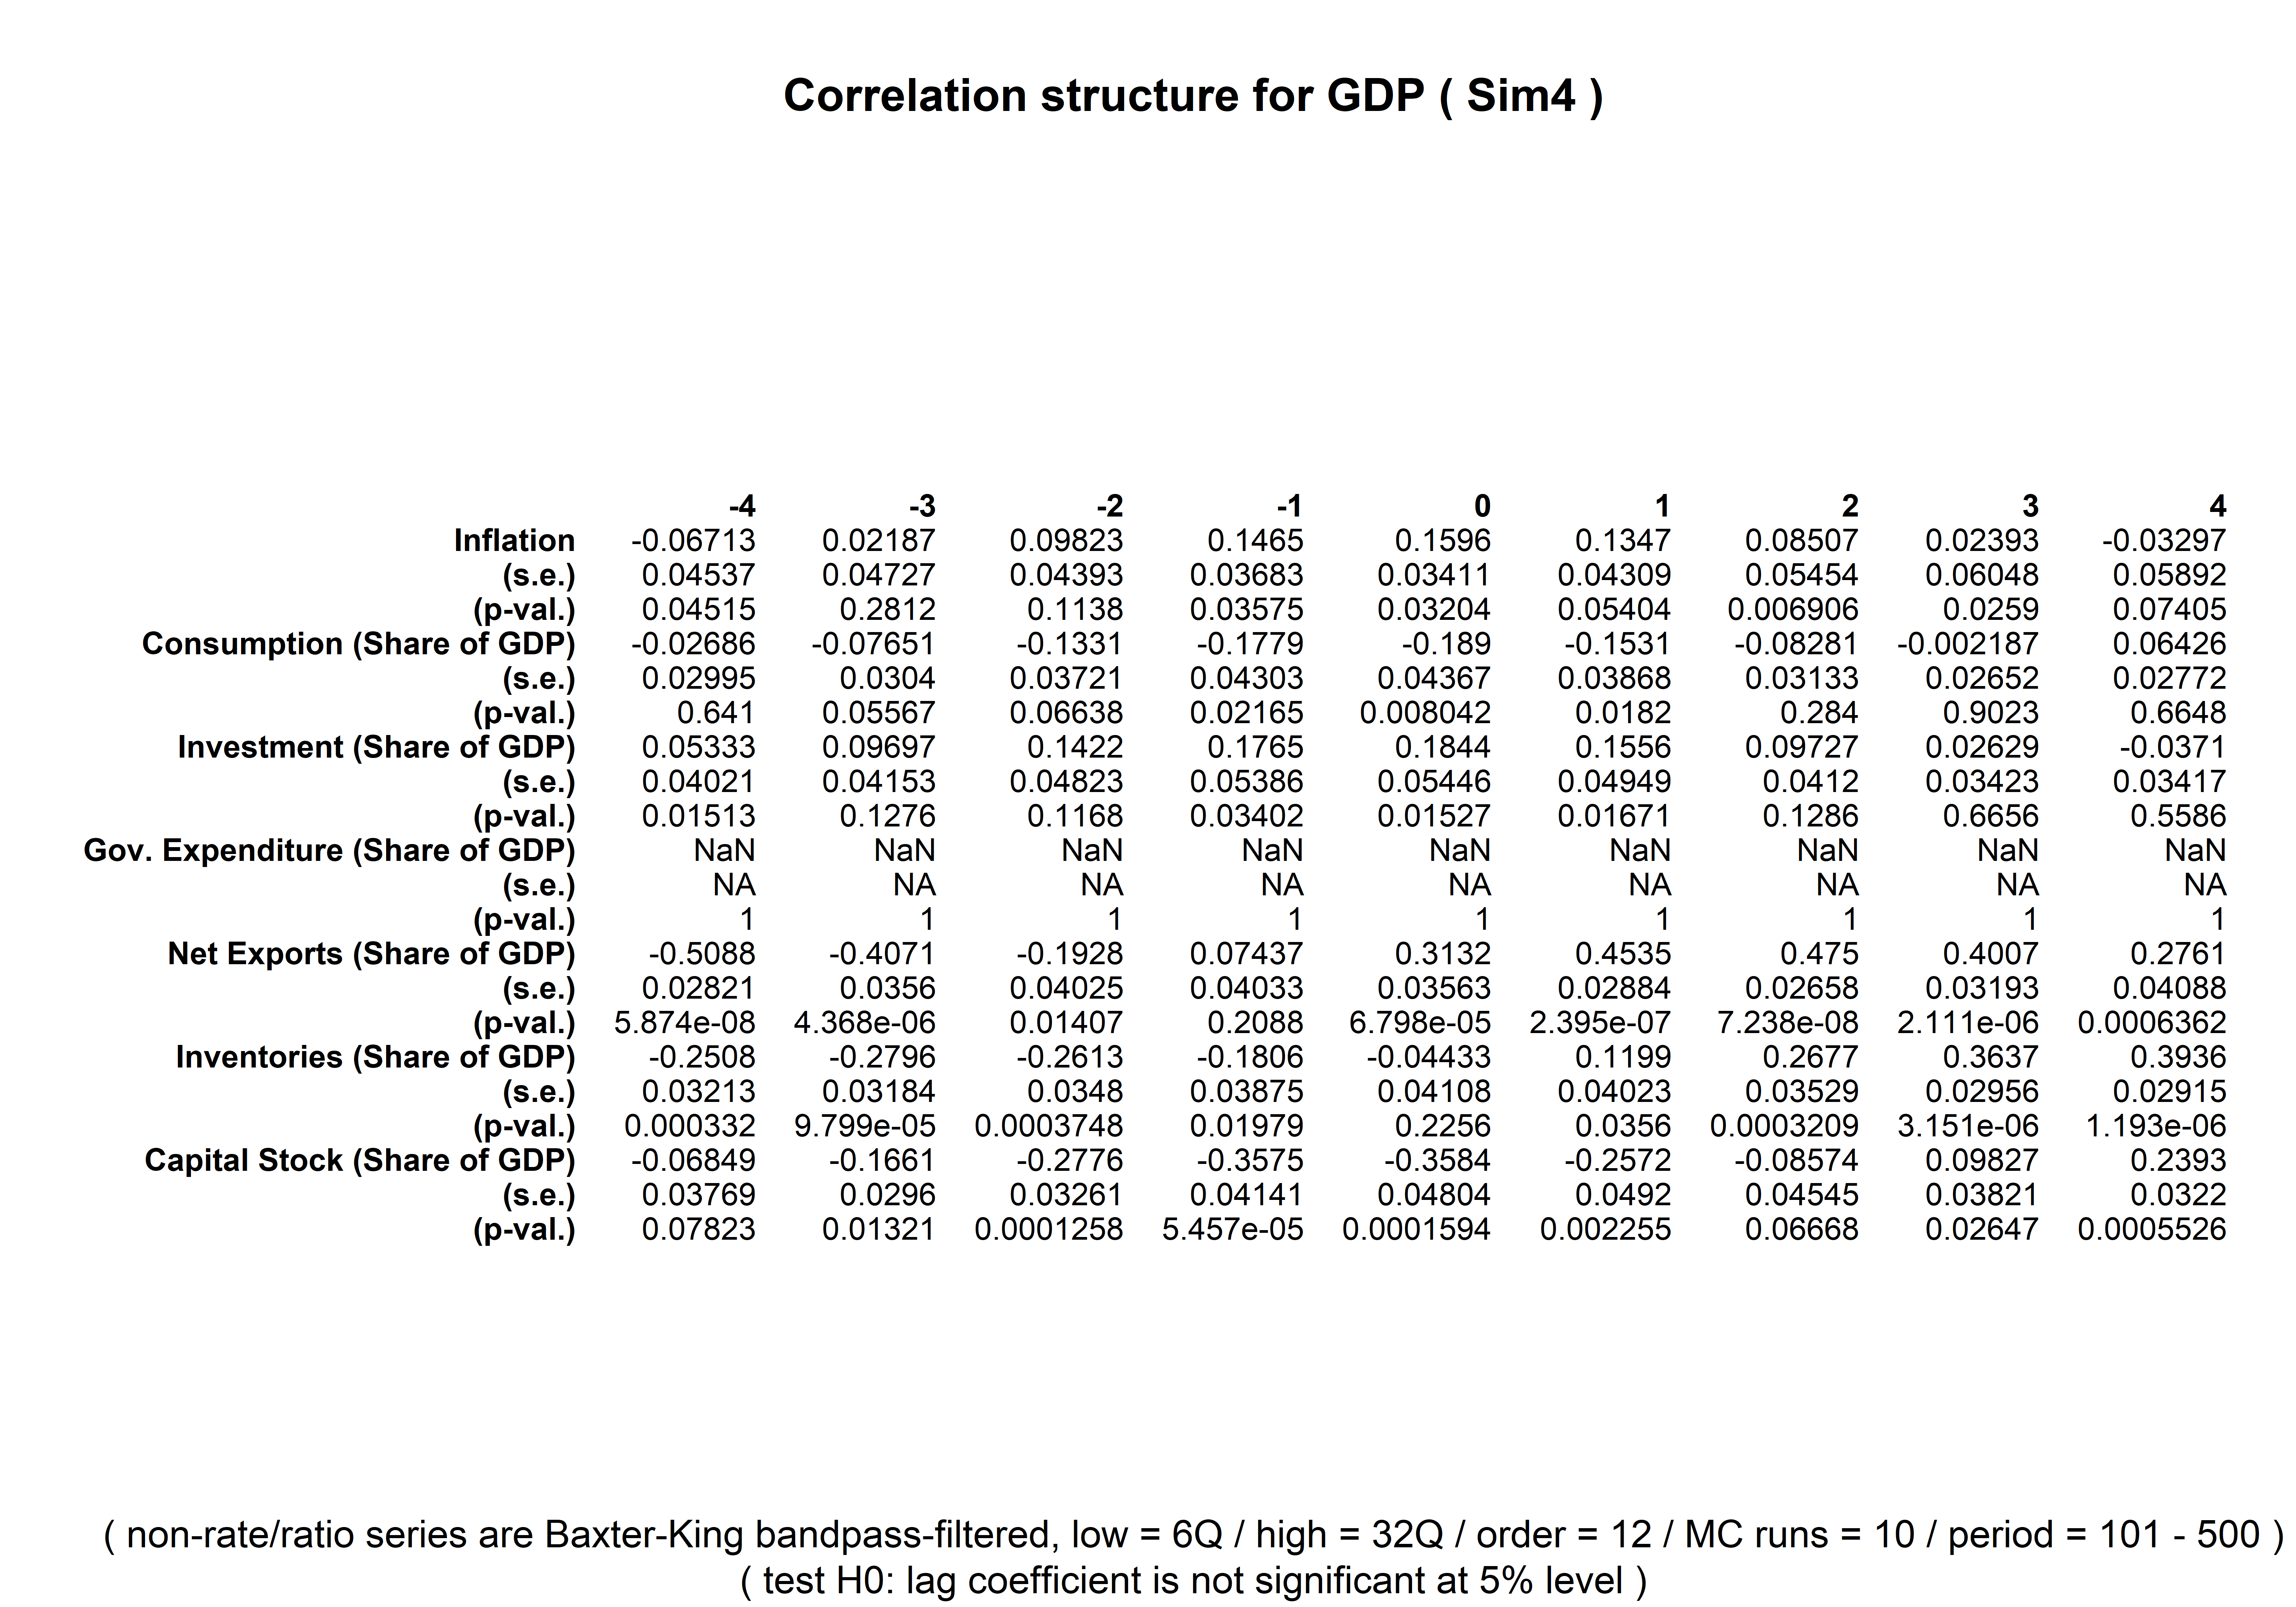 Correlation structure for GDP ( Sim4 )
-4 -3 -2 -1 0 1 2 3 4
Inflation -0.06713 0.02187 0.09823 0.1465 0.1596 0.1347 0.08507 0.02393 -0.03297
(s.e.) 0.04537 0.04727 0.04393 0.03683 0.03411 0.04309 0.05454 0.06048 0.05892
(p-val.) 0.04515 0.2812 0.1138 0.03575 0.03204 0.05404 0.006906 0.0259 0.07405
Consumption (Share of GDP) -0.02686 -0.07651 -0.1331 -0.1779 -0.189 -0.1531 -0.08281 -0.002187 0.06426
(s.e.) 0.02995 0.0304 0.03721 0.04303 0.04367 0.03868 0.03133 0.02652 0.02772
(p-val.) 0.641 0.05567 0.06638 0.02165 0.008042 0.0182 0.284 0.9023 0.6648
Investment (Share of GDP) 0.05333 0.09697 0.1422 0.1765 0.1844 0.1556 0.09727 0.02629 -0.0371
(s.e.) 0.04021 0.04153 0.04823 0.05386 0.05446 0.04949 0.0412 0.03423 0.03417
(p-val.) 0.01513 0.1276 0.1168 0.03402 0.01527 0.01671 0.1286 0.6656 0.5586
Gov. Expenditure (Share of GDP) NaN NaN NaN NaN NaN NaN NaN NaN NaN
(s.e.) NA NA NA NA NA NA NA NA NA
(p-val.) 1 1 1 1 1 1 1 1 1
Net Exports (Share of GDP) -0.5088 -0.4071 -0.1928 0.07437 0.3132 0.4535 0.475 0.4007 0.2761
(s.e.) 0.02821 0.0356 0.04025 0.04033 0.03563 0.02884 0.02658 0.03193 0.04088
(p-val.) 5.874e-08 4.368e-06 0.01407 0.2088 6.798e-05 2.395e-07 7.238e-08 2.111e-06 0.0006362
Inventories (Share of GDP) -0.2508 -0.2796 -0.2613 -0.1806 -0.04433 0.1199 0.2677 0.3637 0.3936
(s.e.) 0.03213 0.03184 0.0348 0.03875 0.04108 0.04023 0.03529 0.02956 0.02915
(p-val.) 0.000332 9.799e-05 0.0003748 0.01979 0.2256 0.0356 0.0003209 3.151e-06 1.193e-06
Capital Stock (Share of GDP) -0.06849 -0.1661 -0.2776 -0.3575 -0.3584 -0.2572 -0.08574 0.09827 0.2393
(s.e.) 0.03769 0.0296 0.03261 0.04141 0.04804 0.0492 0.04545 0.03821 0.0322
(p-val.) 0.07823 0.01321 0.0001258 5.457e-05 0.0001594 0.002255 0.06668 0.02647 0.0005526
( non-rate/ratio series are Baxter-King bandpass-filtered, low = 6Q / high = 32Q / order = 12 / MC runs = 10 / period = 101 - 500 )
( test H0: lag coefficient is not significant at 5% level )